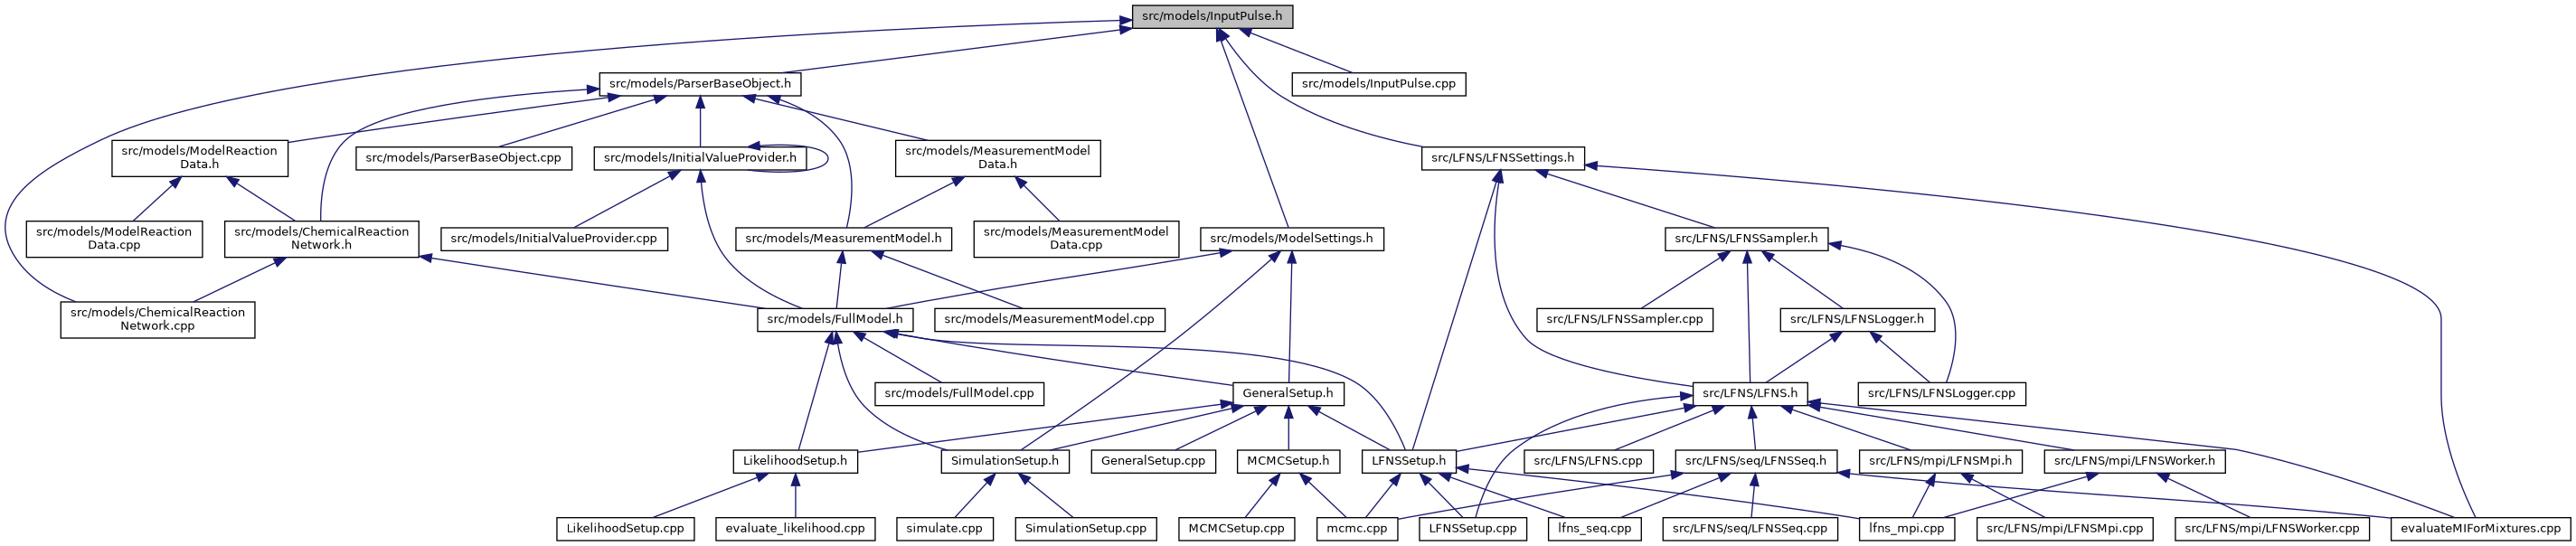 src/models/InputPulse.h
src/models/ParserBaseObject.h
src/models/InputPulse.cpp
src/models/ModelReaction
Data.h
src/models/ParserBaseObject.cpp
src/models/InitialValueProvider.h
src/models/MeasurementModel
Data.h
src/LFNS/LFNSSettings.h
src/models/ModelReaction
Data.cpp
src/models/ChemicalReaction
Network.h
src/models/InitialValueProvider.cpp
src/models/MeasurementModel.h
src/models/MeasurementModel
Data.cpp
src/models/ModelSettings.h
src/LFNS/LFNSSampler.h
src/models/ChemicalReaction
Network.cpp
src/models/FullModel.h
src/models/MeasurementModel.cpp
src/LFNS/LFNSSampler.cpp
src/LFNS/LFNSLogger.h
src/models/FullModel.cpp
GeneralSetup.h
src/LFNS/LFNS.h
src/LFNS/LFNSLogger.cpp
LikelihoodSetup.h
SimulationSetup.h
GeneralSetup.cpp
MCMCSetup.h
LFNSSetup.h
src/LFNS/LFNS.cpp
src/LFNS/seq/LFNSSeq.h
src/LFNS/mpi/LFNSMpi.h
src/LFNS/mpi/LFNSWorker.h
LikelihoodSetup.cpp
evaluate_likelihood.cpp
simulate.cpp
SimulationSetup.cpp
MCMCSetup.cpp
mcmc.cpp
LFNSSetup.cpp
lfns_seq.cpp
src/LFNS/seq/LFNSSeq.cpp
lfns_mpi.cpp
src/LFNS/mpi/LFNSMpi.cpp
src/LFNS/mpi/LFNSWorker.cpp
evaluateMIForMixtures.cpp